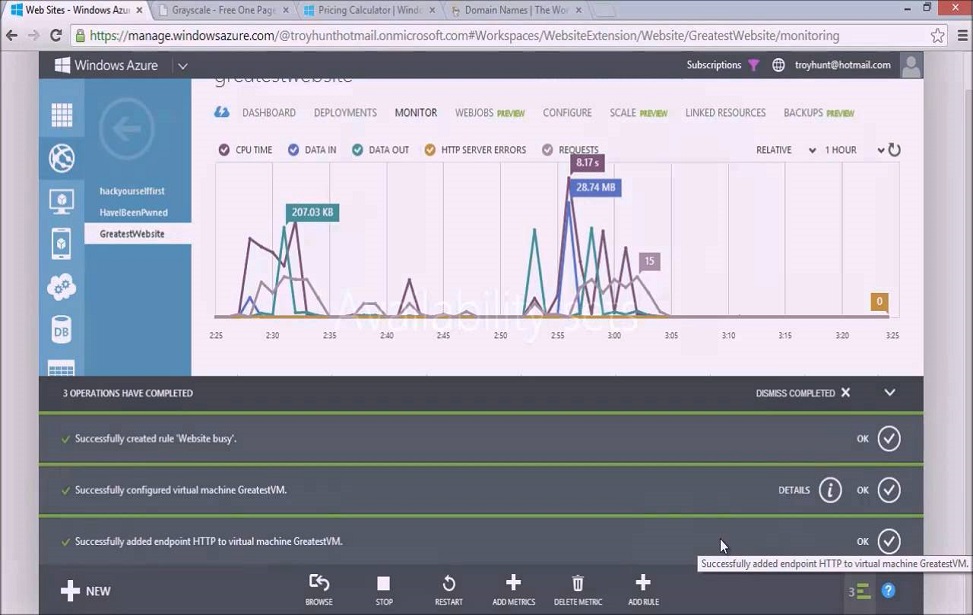 Web Sites - Windows Azu
Grayscale - Free One Page
Pricing Calculator | Windo
Domain Names | The Wor
https://manage.windowsazure.com/@troyhunthotmail.onmicrosoft.com#Workspaces/WebsiteExtension/Website/GreatestWebsite/monitoring
Windows Azure
Subscriptions
troyhunt@hotmail.com
greatestwebsite
DASHBOARD DEPLOYMENTS MONITOR WEBJOBS PREVIEW CONFIGURE SCALE PREVIEW LINKED RESOURCES BACKUPS PREVIEW
CPU TIME DATA IN DATA OUT HTTP SERVER ERRORS REQUESTS RELATIVE 1 HOUR
hackyourselffirst
HaveIBeenPwned
GreatestWebsite
8.17 s
28.74 MB
207.03 KB
15
0
Availability sets
2:25 2:30 2:35 2:40 2:45 2:50 2:55 3:00 3:05 3:10 3:15 3:20 3:25
DB
3 OPERATIONS HAVE COMPLETED
DISMISS COMPLETED
Successfully created rule 'Website busy'.
OK
Successfully configured virtual machine GreatestVM.
DETAILS
OK
Successfully added endpoint HTTP to virtual machine GreatestVM.
OK
Successfully added endpoint HTTP to virtual machine GreatestVM.
NEW
BROWSE STOP RESTART ADD METRICS DELETE METRIC ADD RULE
3